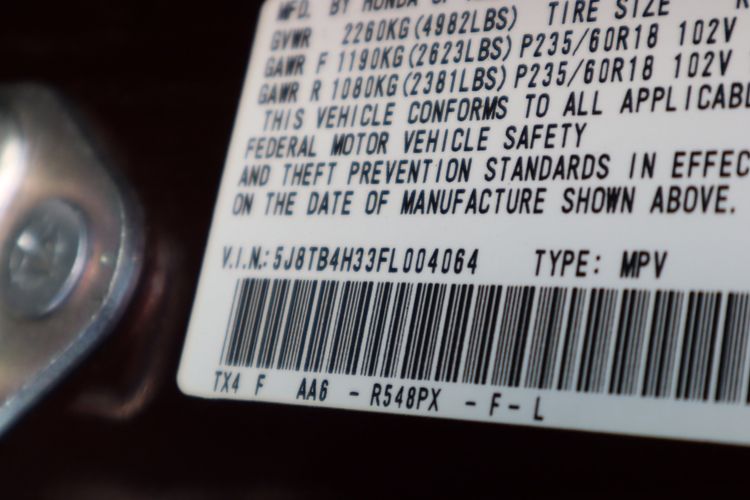 MFD. BY HONDA OF
GVWR 2260KG(4982LBS) TIRE SIZE
GAWR F 1190KG(2623LBS) P235/60R18 102V
GAWR R 1080KG(2381LBS) P235/60R18 102V
THIS VEHICLE CONFORMS TO ALL APPLICABL
FEDERAL MOTOR VEHICLE SAFETY
AND THEFT PREVENTION STANDARDS IN EFFEC
ON THE DATE OF MANUFACTURE SHOWN ABOVE.
V.I.N.: 5J8TB4H33FL004064 TYPE: MPV
TX4 F AA6 - R548PX - F - L